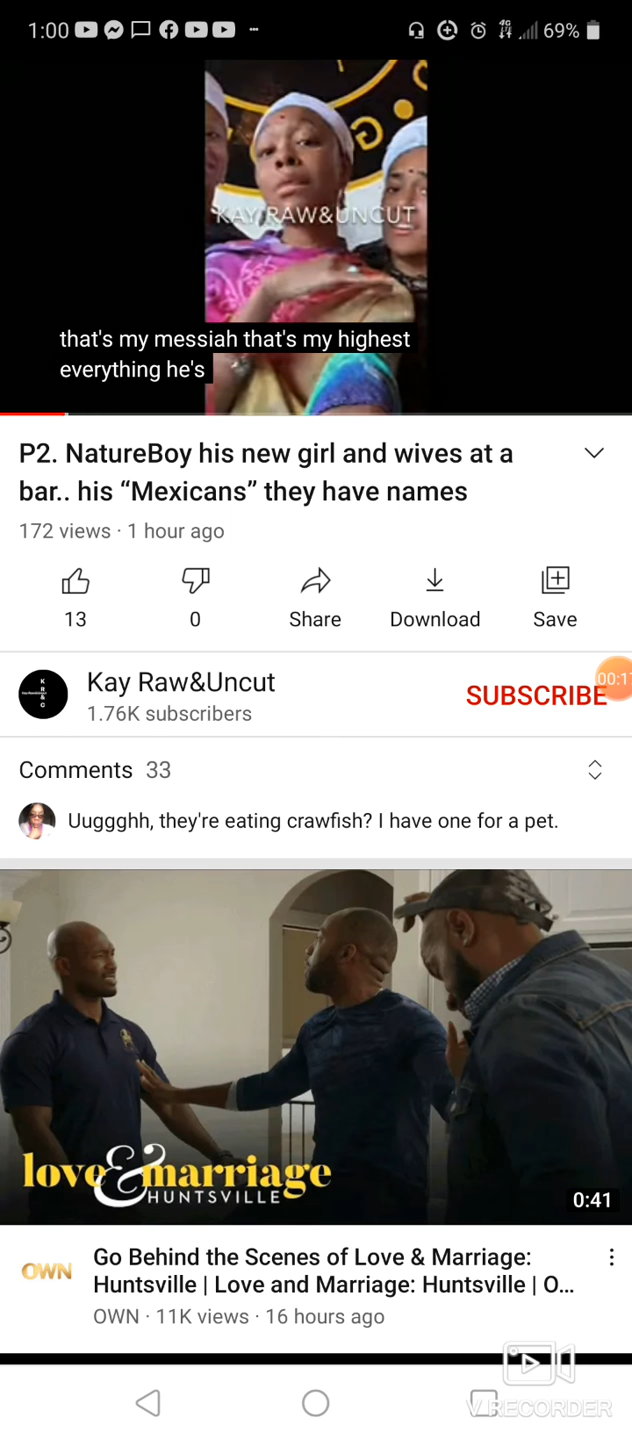 1:00
4G
69%
KAY RAW&UNCUT
that's my messiah that's my highest
everything he's
P2. NatureBoy his new girl and wives at a
bar.. his “Mexicans” they have names
172 views · 1 hour ago
13
0
Share
Download
Save
Kay Raw&Uncut
1.76K subscribers
SUBSCRIBE
Comments 33
Uuggghh, they're eating crawfish? I have one for a pet.
love & marriage
HUNTSVILLE
0:41
OWN
Go Behind the Scenes of Love & Marriage:
Huntsville | Love and Marriage: Huntsville | O...
OWN · 11K views · 16 hours ago
V RECORDER